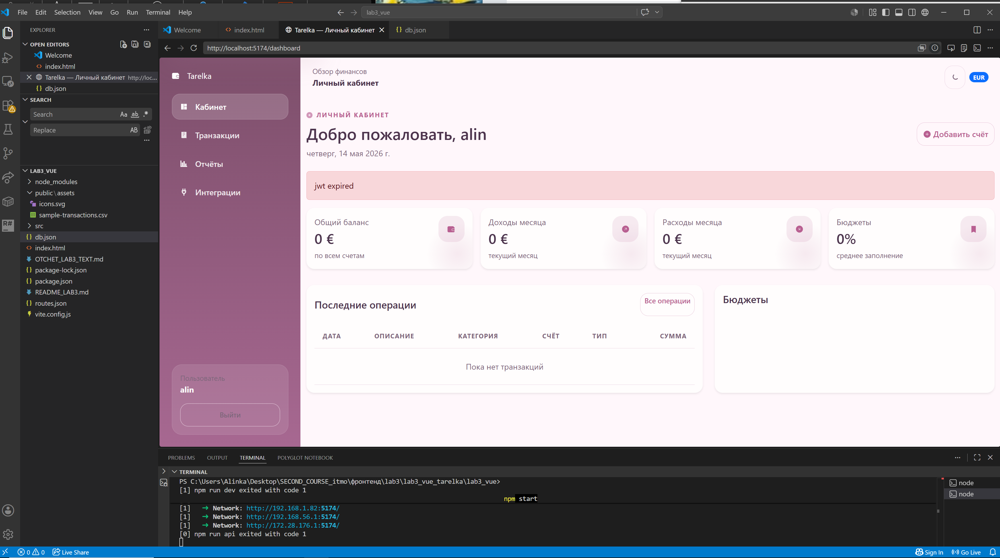 File Edit Selection View Go Run Terminal Help
lab3_vue
EXPLORER
OPEN EDITORS
Welcome
index.html
Tarelka — Личный кабинет http://loc...
db.json
SEARCH
Search
Aa ab .*
Replace
AB
LAB3_VUE
node_modules
public\assets
icons.svg
sample-transactions.csv
src
db.json
index.html
OTCHET_LAB3_TEXT.md
package-lock.json
package.json
README_LAB3.md
routes.json
vite.config.js
Welcome index.html Tarelka — Личный кабинет db.json
http://localhost:5174/dashboard
Tarelka
Кабинет
Транзакции
Отчёты
Интеграции
Пользователь
alin
Выйти
Обзор финансов
Личный кабинет
EUR
ЛИЧНЫЙ КАБИНЕТ
Добро пожаловать, alin
четверг, 14 мая 2026 г.
Добавить счёт
jwt expired
Общий баланс
0 €
по всем счетам
Доходы месяца
0 €
текущий месяц
Расходы месяца
0 €
текущий месяц
Бюджеты
0%
среднее заполнение
Последние операции
Все операции
ДАТА ОПИСАНИЕ КАТЕГОРИЯ СЧЁТ ТИП СУММА
Пока нет транзакций
Бюджеты
PROBLEMS OUTPUT TERMINAL POLYGLOT NOTEBOOK
TERMINAL
PS C:\Users\Alinka\Desktop\SECOND_COURSE_itmo\фронтенд\lab3\lab3_vue_tarelka\lab3_vue>
[1] npm run dev exited with code 1
npm start
[1] ➜ Network: http://192.168.1.82:5174/
[1] ➜ Network: http://192.168.56.1:5174/
[1] ➜ Network: http://172.28.176.1:5174/
[0] npm run api exited with code 1
node
node
R#
0 0 Live Share
Sign In Go Live